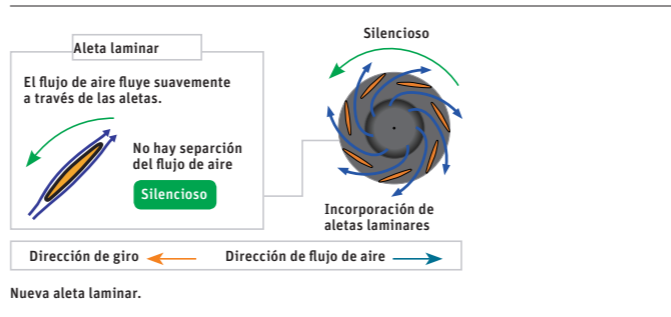 Silencioso
Aleta laminar
El flujo de aire fluye suavemente
a través de las aletas.
No hay separción
del flujo de aire
Silencioso
Incorporación de
aletas laminares
Dirección de giro
Dirección de flujo de aire
Nueva aleta laminar.